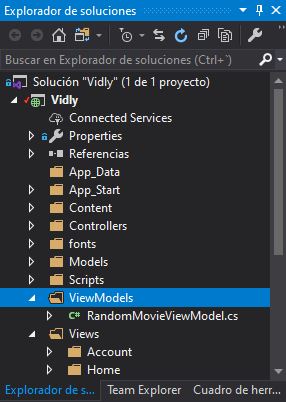 Explorador de soluciones
Buscar en Explorador de soluciones (Ctrl+`)
Solución "Vidly" (1 de 1 proyecto)
Vidly
Connected Services
Properties
Referencias
App_Data
App_Start
Content
Controllers
fonts
Models
Scripts
ViewModels
C# RandomMovieViewModel.cs
Views
Account
Home
Explorador de s... Team Explorer Cuadro de herr...